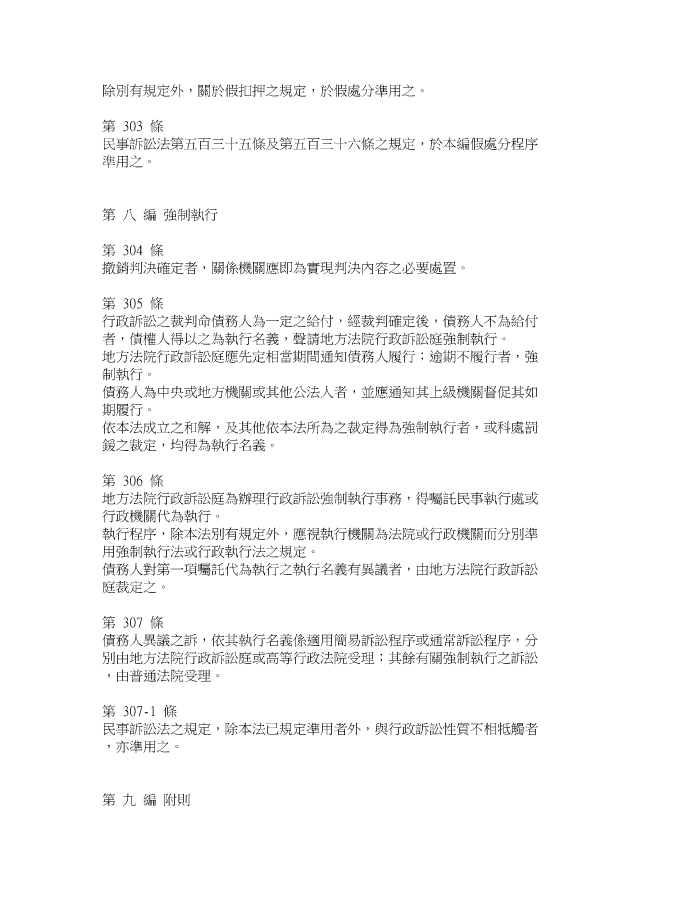 除別有規定外，關於假扣押之規定，於假處分準用之。
第 303 條
民事訴訟法第五百三十五條及第五百三十六條之規定，於本編假處分程序
準用之。
第 八 編 強制執行
第 304 條
撤銷判決確定者，關係機關應即為實現判決內容之必要處置。
第 305 條
行政訴訟之裁判命債務人為一定之給付，經裁判確定後，債務人不為給付
者，債權人得以之為執行名義，聲請地方法院行政訴訟庭強制執行。
地方法院行政訴訟庭應先定相當期間通知債務人履行；逾期不履行者，強
制執行。
債務人為中央或地方機關或其他公法人者，並應通知其上級機關督促其如
期履行。
依本法成立之和解，及其他依本法所為之裁定得為強制執行者，或科處罰
鍰之裁定，均得為執行名義。
第 306 條
地方法院行政訴訟庭為辦理行政訴訟強制執行事務，得囑託民事執行處或
行政機關代為執行。
執行程序，除本法別有規定外，應視執行機關為法院或行政機關而分別準
用強制執行法或行政執行法之規定。
債務人對第一項囑託代為執行之執行名義有異議者，由地方法院行政訴訟
庭裁定之。
第 307 條
債務人異議之訴，依其執行名義係適用簡易訴訟程序或通常訴訟程序，分
別由地方法院行政訴訟庭或高等行政法院受理；其餘有關強制執行之訴訟
，由普通法院受理。
第 307-1 條
民事訴訟法之規定，除本法已規定準用者外，與行政訴訟性質不相牴觸者
，亦準用之。
第 九 編 附則